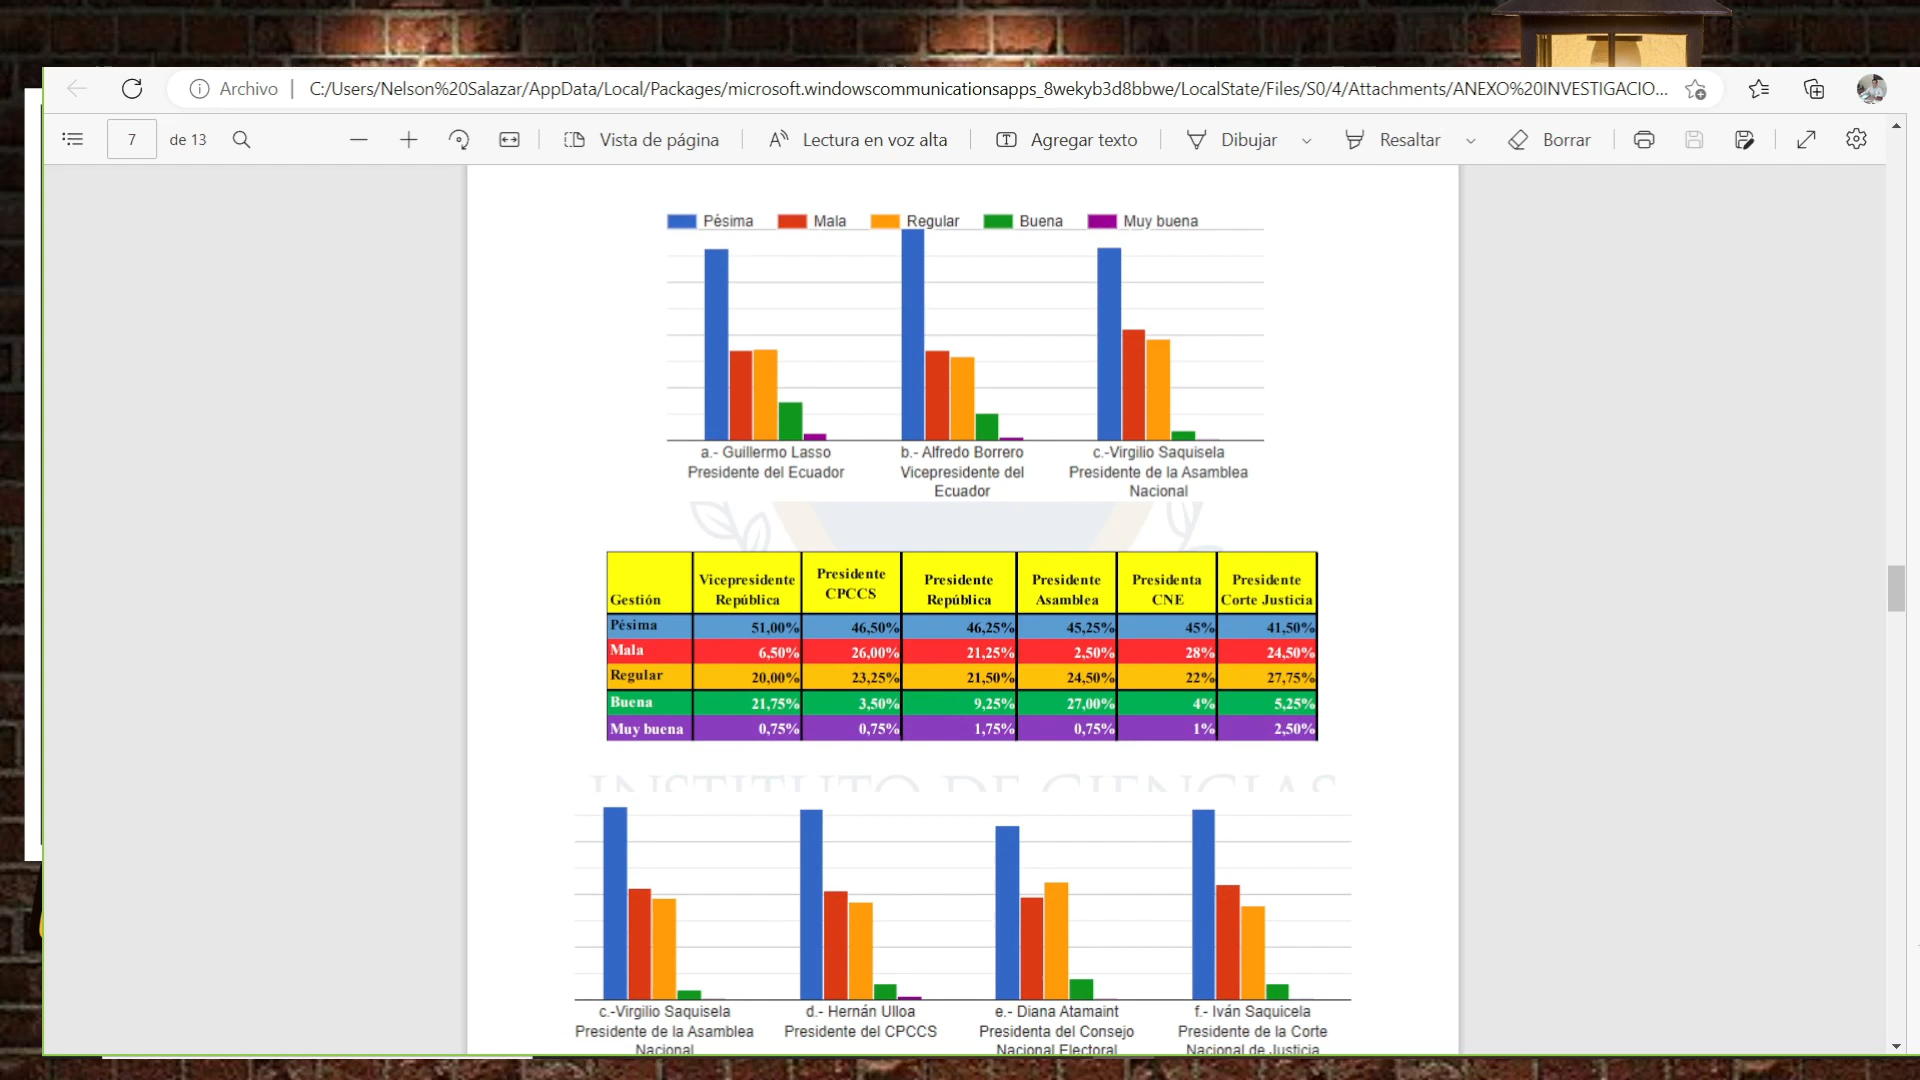 Archivo | C:/Users/Nelson%20Salazar/AppData/Local/Packages/microsoft.windowscommunicationsapps_8wekyb3d8bbwe/LocalState/Files/S0/4/Attachments/ANEXO%20INVESTIGACIO...
7 de 13 Vista de página Lectura en voz alta Agregar texto Dibujar Resaltar Borrar
Pésima Mala Regular Buena Muy buena
a.- Guillermo Lasso
Presidente del Ecuador
b.- Alfredo Borrero
Vicepresidente del
Ecuador
c.-Virgilio Saquisela
Presidente de la Asamblea
Nacional
Gestión Vicepresidente República Presidente CPCCS Presidente República Presidente Asamblea Presidenta CNE Presidente Corte Justicia
Pésima 51,00% 46,50% 46,25% 45,25% 45% 41,50%
Mala 6,50% 26,00% 21,25% 2,50% 28% 24,50%
Regular 20,00% 23,25% 21,50% 24,50% 22% 27,75%
Buena 21,75% 3,50% 9,25% 27,00% 4% 5,25%
Muy buena 0,75% 0,75% 1,75% 0,75% 1% 2,50%
INSTITUTO DE CIENCIAS
c.-Virgilio Saquisela
Presidente de la Asamblea
Nacional
d.- Hernán Ulloa
Presidente del CPCCS
e.- Diana Atamaint
Presidenta del Consejo
Nacional Electoral
f.- Iván Saquicela
Presidente de la Corte
Nacional de Justicia